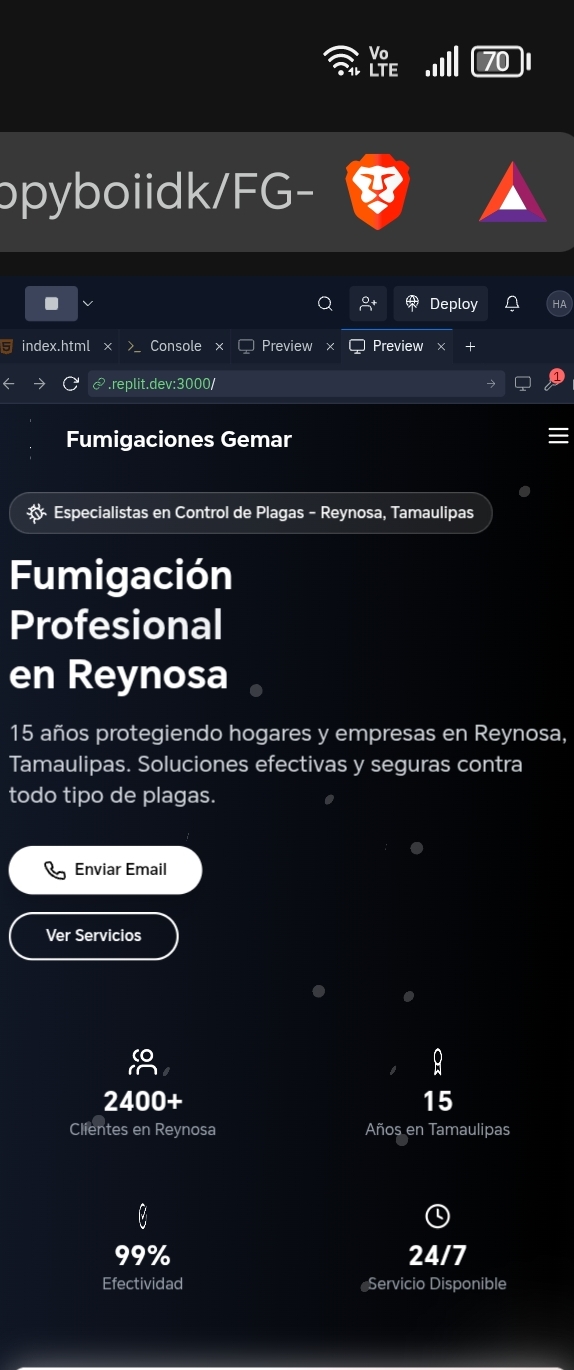 Vo
LTE
70
ppyboiidk/FG-
Deploy
HA
index.html
Console
Preview
Preview
.replit.dev:3000/
1
Fumigaciones Gemar
Especialistas en Control de Plagas - Reynosa, Tamaulipas
Fumigación
Profesional
en Reynosa
15 años protegiendo hogares y empresas en Reynosa,
Tamaulipas. Soluciones efectivas y seguras contra
todo tipo de plagas.
Enviar Email
Ver Servicios
2400+
Clientes en Reynosa
15
Años en Tamaulipas
99%
Efectividad
24/7
Servicio Disponible